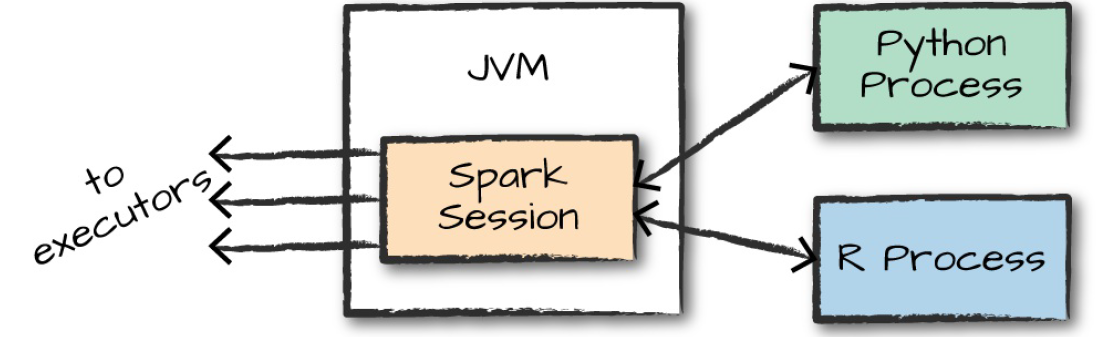 JVM
Spark
Session
to
executors
Python
Process
R Process